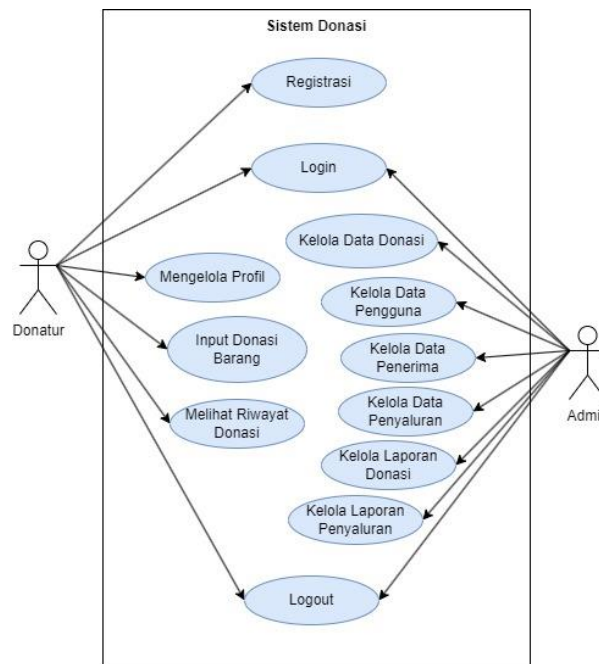 Sistem Donasi
Registrasi
Login
Kelola Data Donasi
Mengelola Profil
Kelola Data
Pengguna
Donatur
Input Donasi
Barang
Kelola Data
Penerima
Admi
Melihat Riwayat
Donasi
Kelola Data
Penyaluran
Kelola Laporan
Donasi
Kelola Laporan
Penyaluran
Logout